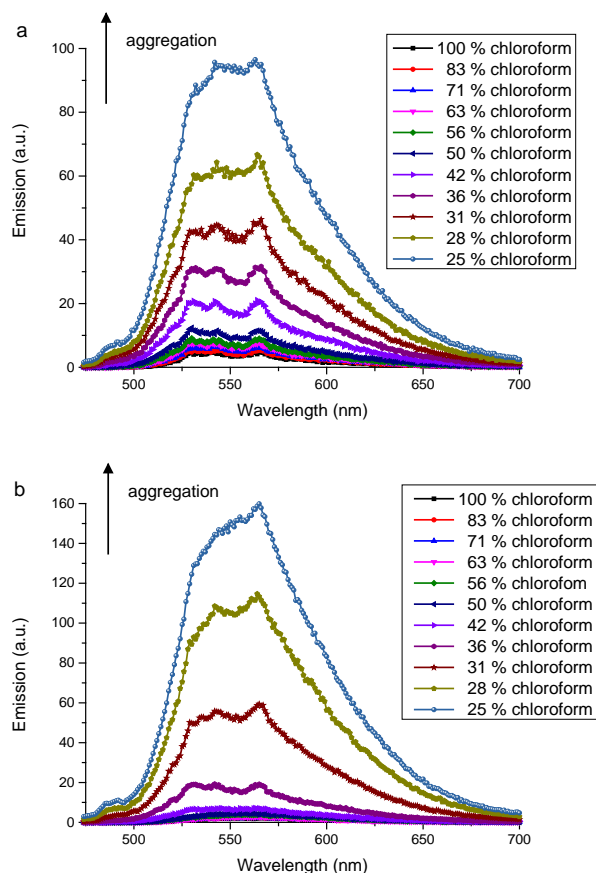 a
aggregation
100 % chloroform
83 % chloroform
71 % chloroform
63 % chloroform
56 % chloroform
50 % chloroform
42 % chloroform
36 % chloroform
31 % chloroform
28 % chloroform
25 % chloroform
100
80
60
40
20
0
Emission (a.u.)
500
550
600
650
700
Wavelength (nm)
b
aggregation
100 % chloroform
83 % chloroform
71 % chloroform
63 % chloroform
56 % chlorofom
50 % chloroform
42 % chloroform
36 % chloroform
31 % chloroform
28 % chloroform
25 % chloroform
160
140
120
100
80
60
40
20
0
Emission (a.u.)
500
550
600
650
700
Wavelength (nm)